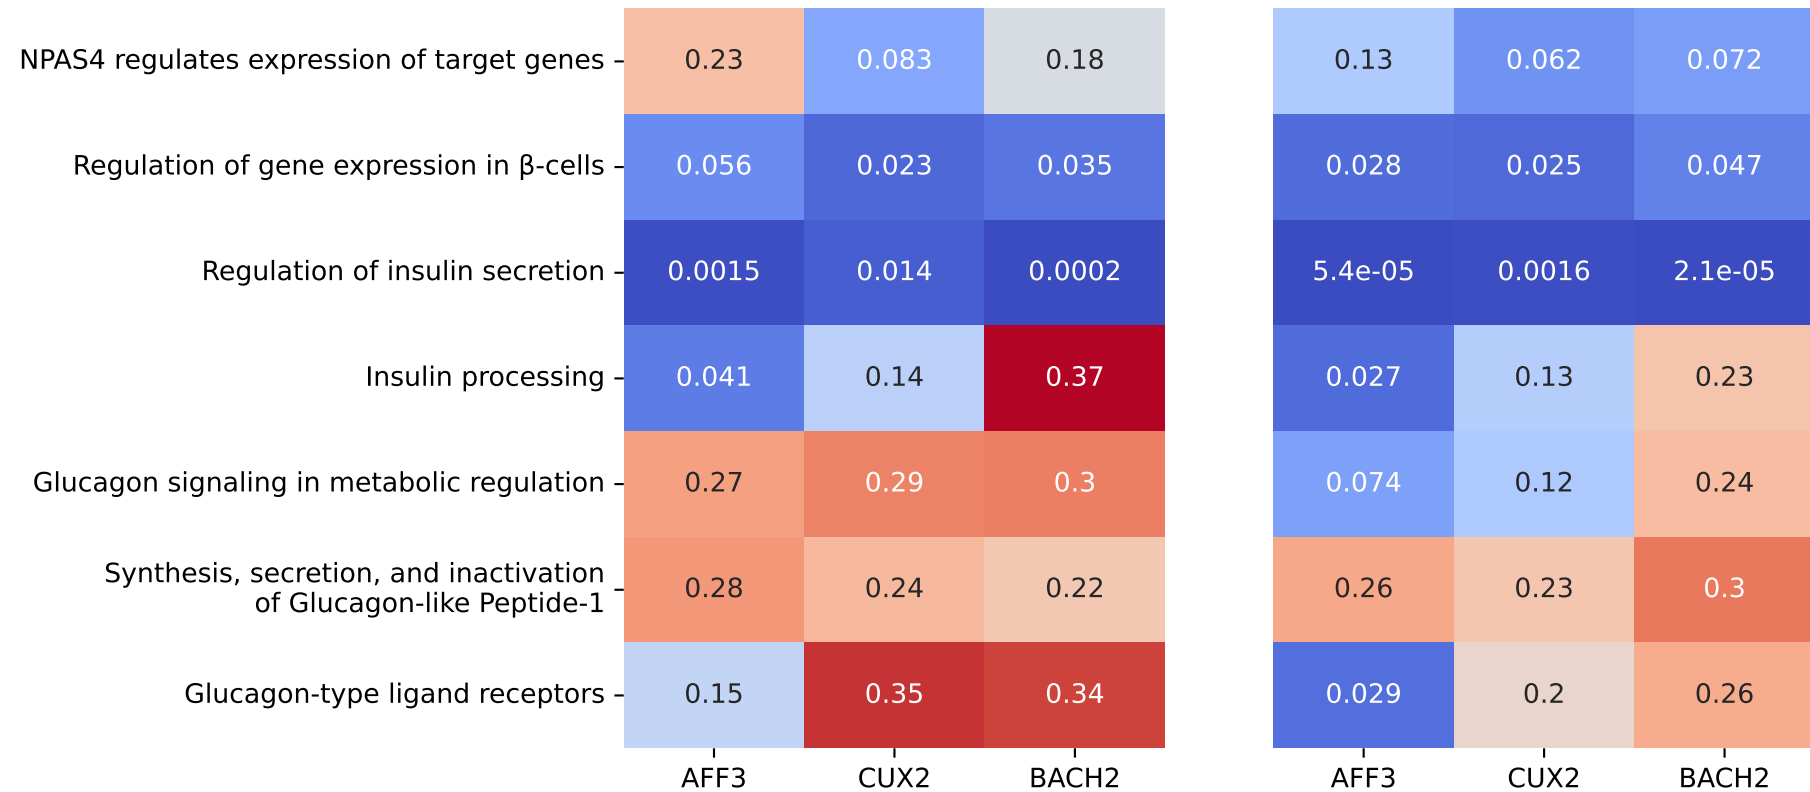 NPAS4 regulates expression of target genes 0.23 0.083 0.18 0.13 0.062 0.072
Regulation of gene expression in β-cells 0.056 0.023 0.035 0.028 0.025 0.047
Regulation of insulin secretion 0.0015 0.014 0.0002 5.4e-05 0.0016 2.1e-05
Insulin processing 0.041 0.14 0.37 0.027 0.13 0.23
Glucagon signaling in metabolic regulation 0.27 0.29 0.3 0.074 0.12 0.24
Synthesis, secretion, and inactivation
of Glucagon-like Peptide-1 0.28 0.24 0.22 0.26 0.23 0.3
Glucagon-type ligand receptors 0.15 0.35 0.34 0.029 0.2 0.26
AFF3 CUX2 BACH2 AFF3 CUX2 BACH2